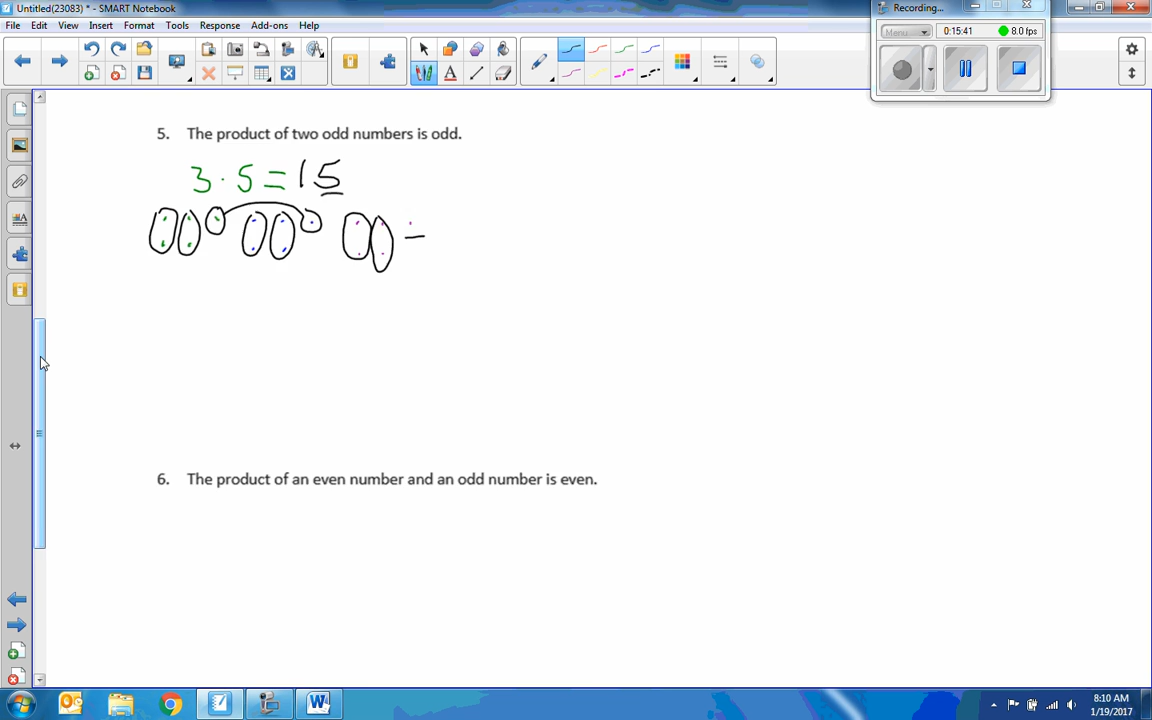 Untitled(23083) * - SMART Notebook
Recording...
File Edit View Insert Format Tools Response Add-ons Help
Menu 0:15:41 8.0 fps
5. The product of two odd numbers is odd.
3 · 5 = 15
6. The product of an even number and an odd number is even.
8:10 AM
1/19/2017